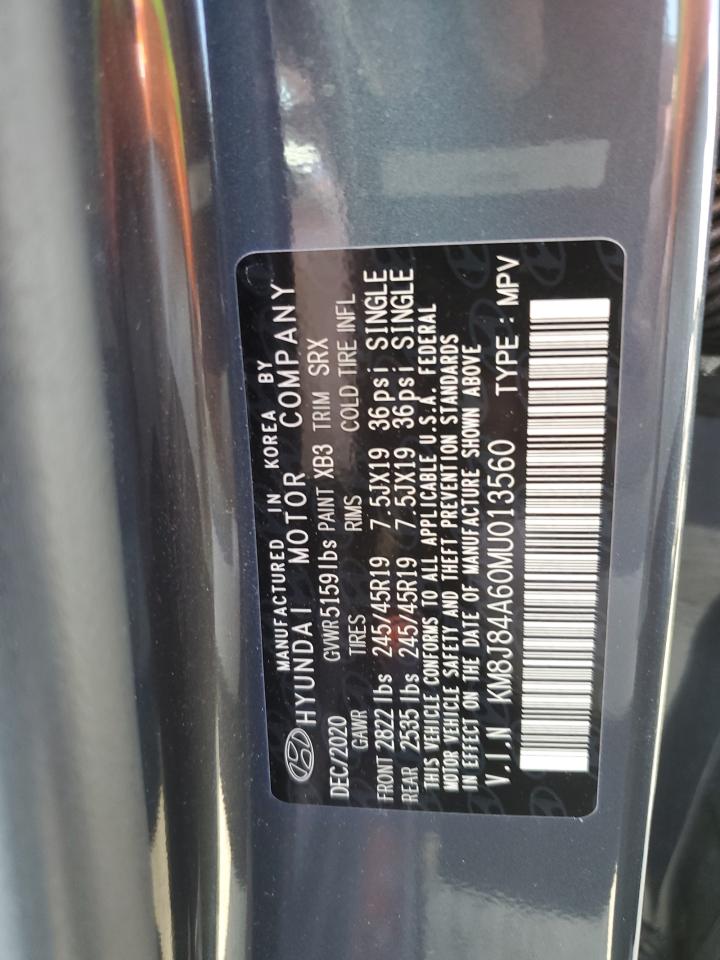 MANUFACTURED IN KOREA BY
HYUNDAI MOTOR COMPANY
DEC/2020 GVWR 5159 lbs PAINT XB3 TRIM SRX
GAWR TIRES RIMS COLD TIRE INFL
FRONT 2822 lbs 245/45R19 7.5JX19 36psi SINGLE
REAR 2535 lbs 245/45R19 7.5JX19 36psi SINGLE
THIS VEHICLE CONFORMS TO ALL APPLICABLE U.S.A. FEDERAL
MOTOR VEHICLE SAFETY AND THEFT PREVENTION STANDARDS
IN EFFECT ON THE DATE OF MANUFACTURE SHOWN ABOVE
V.I.N : KM8J84A60MU013560 TYPE : MPV